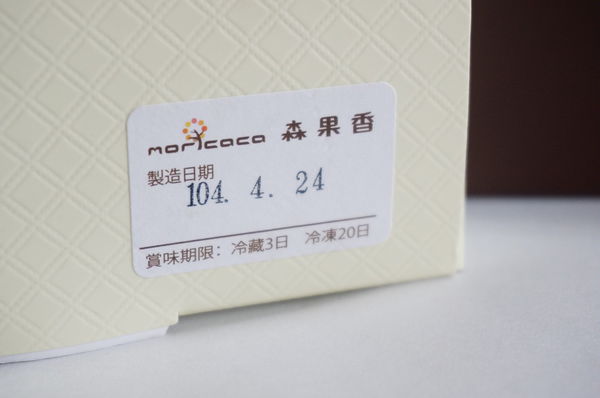 moricaca 森果香
製造日期
104. 4. 24
賞味期限：冷藏3日 冷凍20日